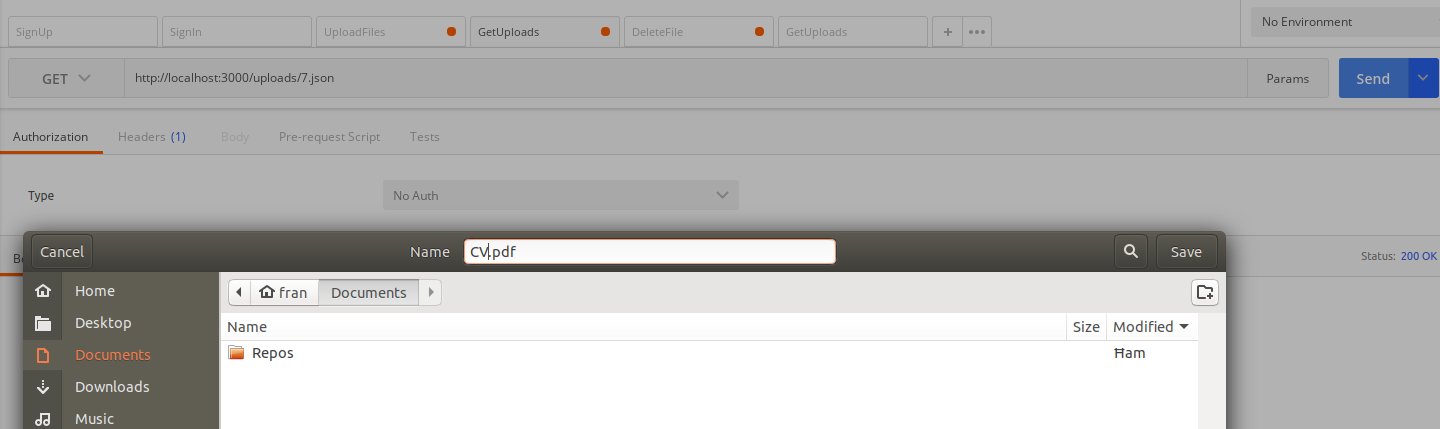 SignUp
SignIn
UploadFiles
GetUploads
DeleteFile
GetUploads
+
•••
No Environment
GET
http://localhost:3000/uploads/7.json
Params
Send
Authorization
Headers (1)
Body
Pre-request Script
Tests
Type
No Auth
Cancel
Name
CV.pdf
Save
Status: 200 OK
Home
fran
Documents
Desktop
Name
Size
Modified
Documents
Repos
Ħam
Downloads
Music